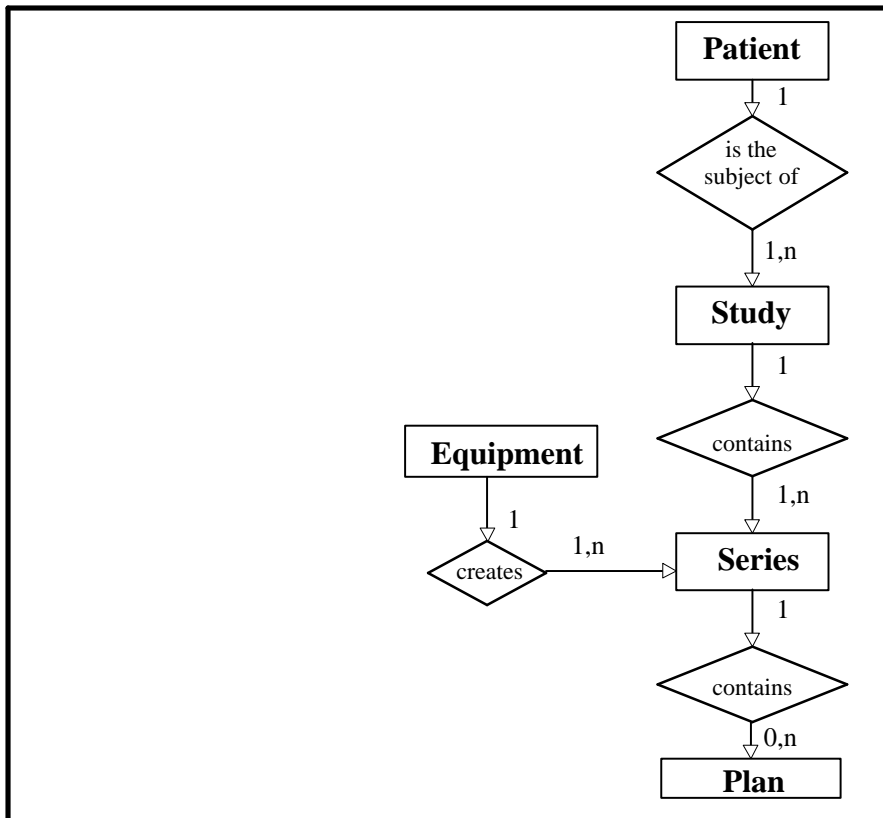 Patient
1
is the
subject of
1,n
Study
1
contains
Equipment
1,n
1
1,n
creates
Series
1
contains
0,n
Plan